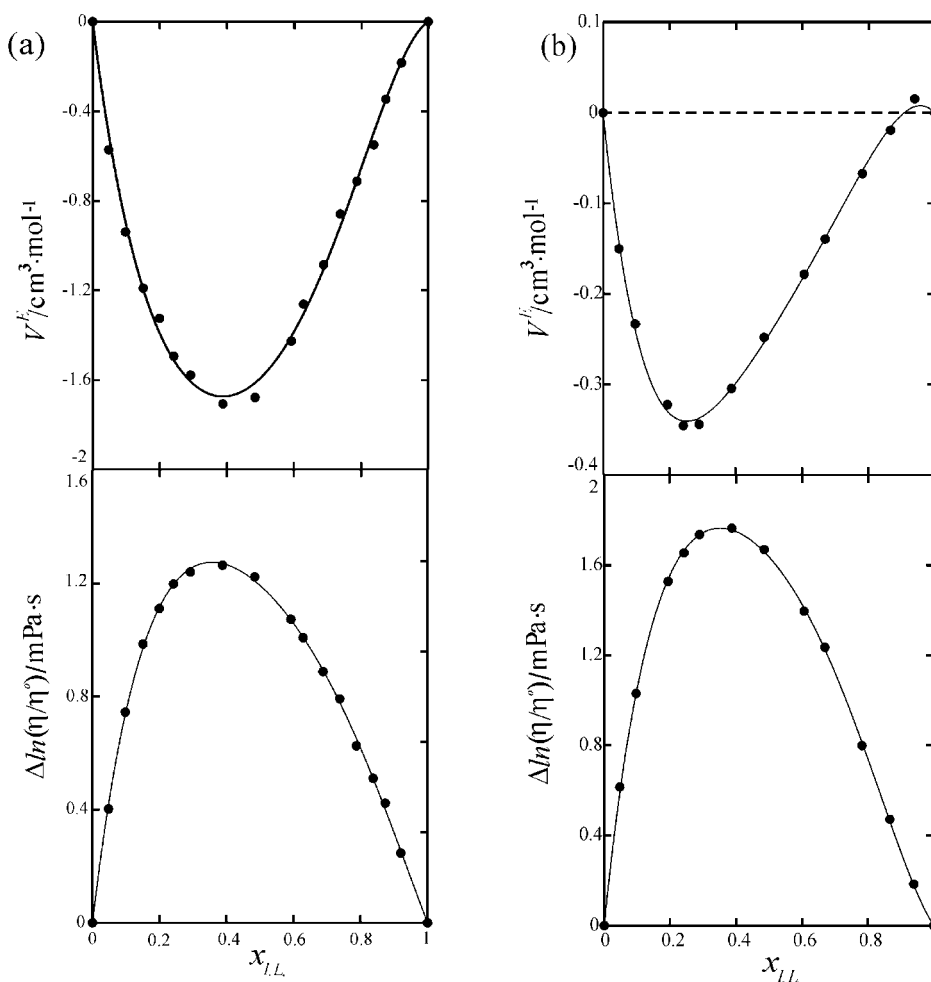 (a)
0
-0.4
-0.8
-1.2
-1.6
-2
V^E/cm³·mol⁻¹
1.6
1.2
0.8
0.4
0
Δln(η/η°)/mPa·s
0 0.2 0.4 0.6 0.8 1
x_I.L.
(b)
0.1
0
-0.1
-0.2
-0.3
-0.4
V^E/cm³·mol⁻¹
2
1.6
1.2
0.8
0.4
0
Δln(η/η°)/mPa·s
0 0.2 0.4 0.6 0.8
x_I.L.